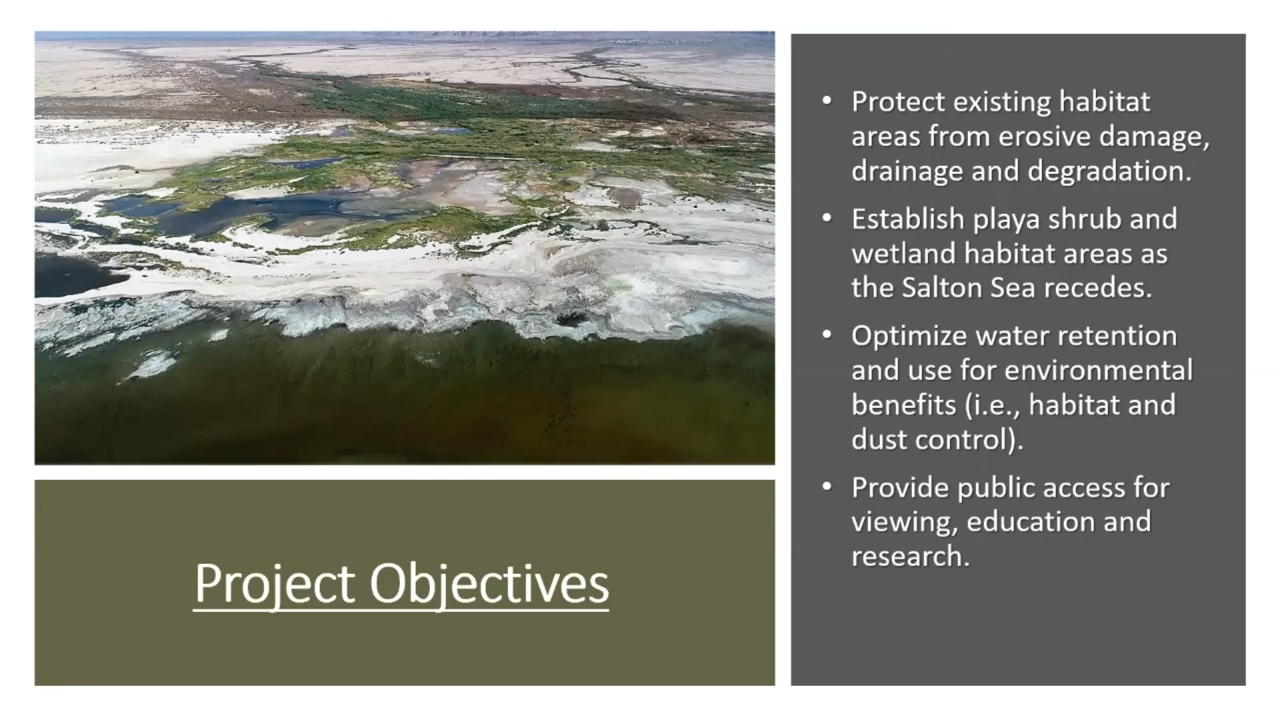 Project Objectives
• Protect existing habitat
areas from erosive damage,
drainage and degradation.
• Establish playa shrub and
wetland habitat areas as
the Salton Sea recedes.
• Optimize water retention
and use for environmental
benefits (i.e., habitat and
dust control).
• Provide public access for
viewing, education and
research.